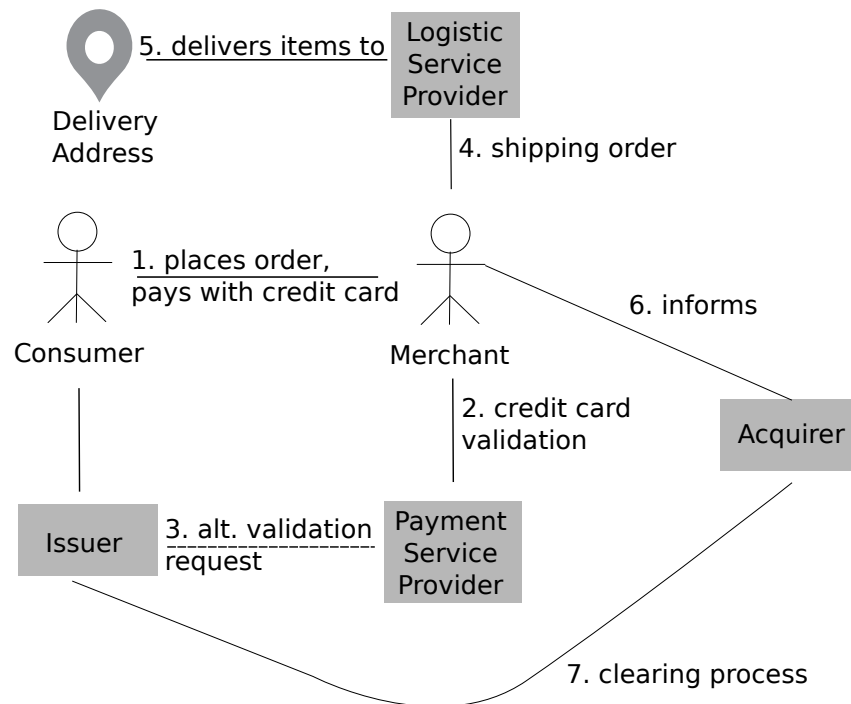 5. delivers items to
Logistic
Service
Provider
Delivery
Address
4. shipping order
1. places order,
pays with credit card
6. informs
Consumer
Merchant
2. credit card
validation
Acquirer
Issuer
3. alt. validation
request
Payment
Service
Provider
7. clearing process